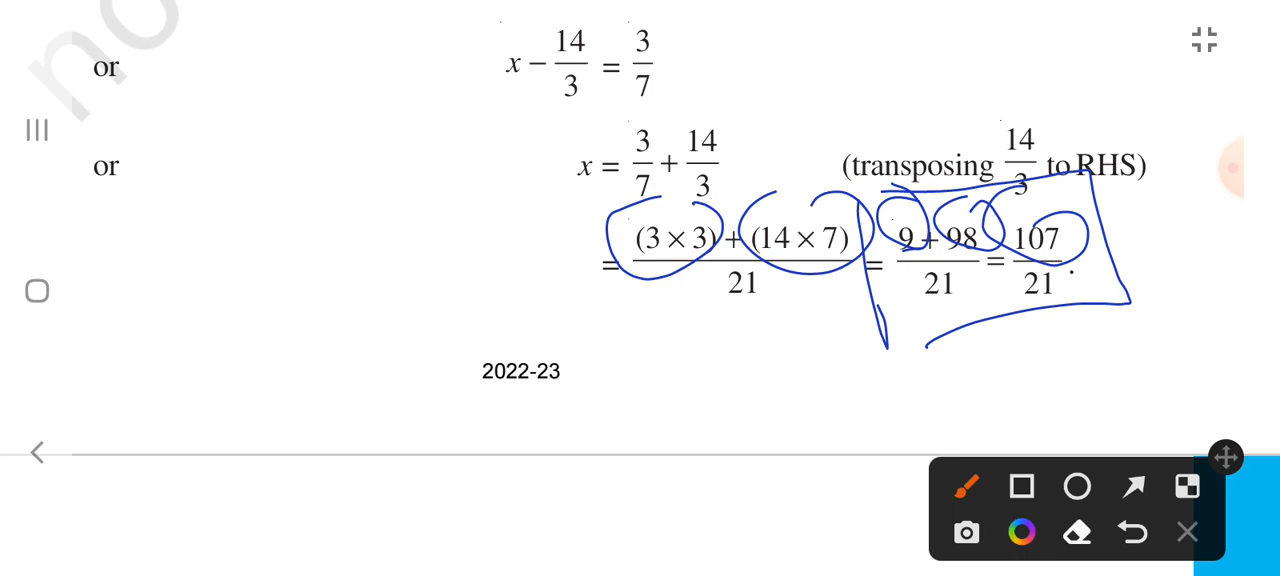 no
or x − 14/3 = 3/7
or x = 3/7 + 14/3 (transposing 14/3 to RHS)
= (3 × 3) + (14 × 7)/21 = 9 + 98/21 = 107/21.
2022-23